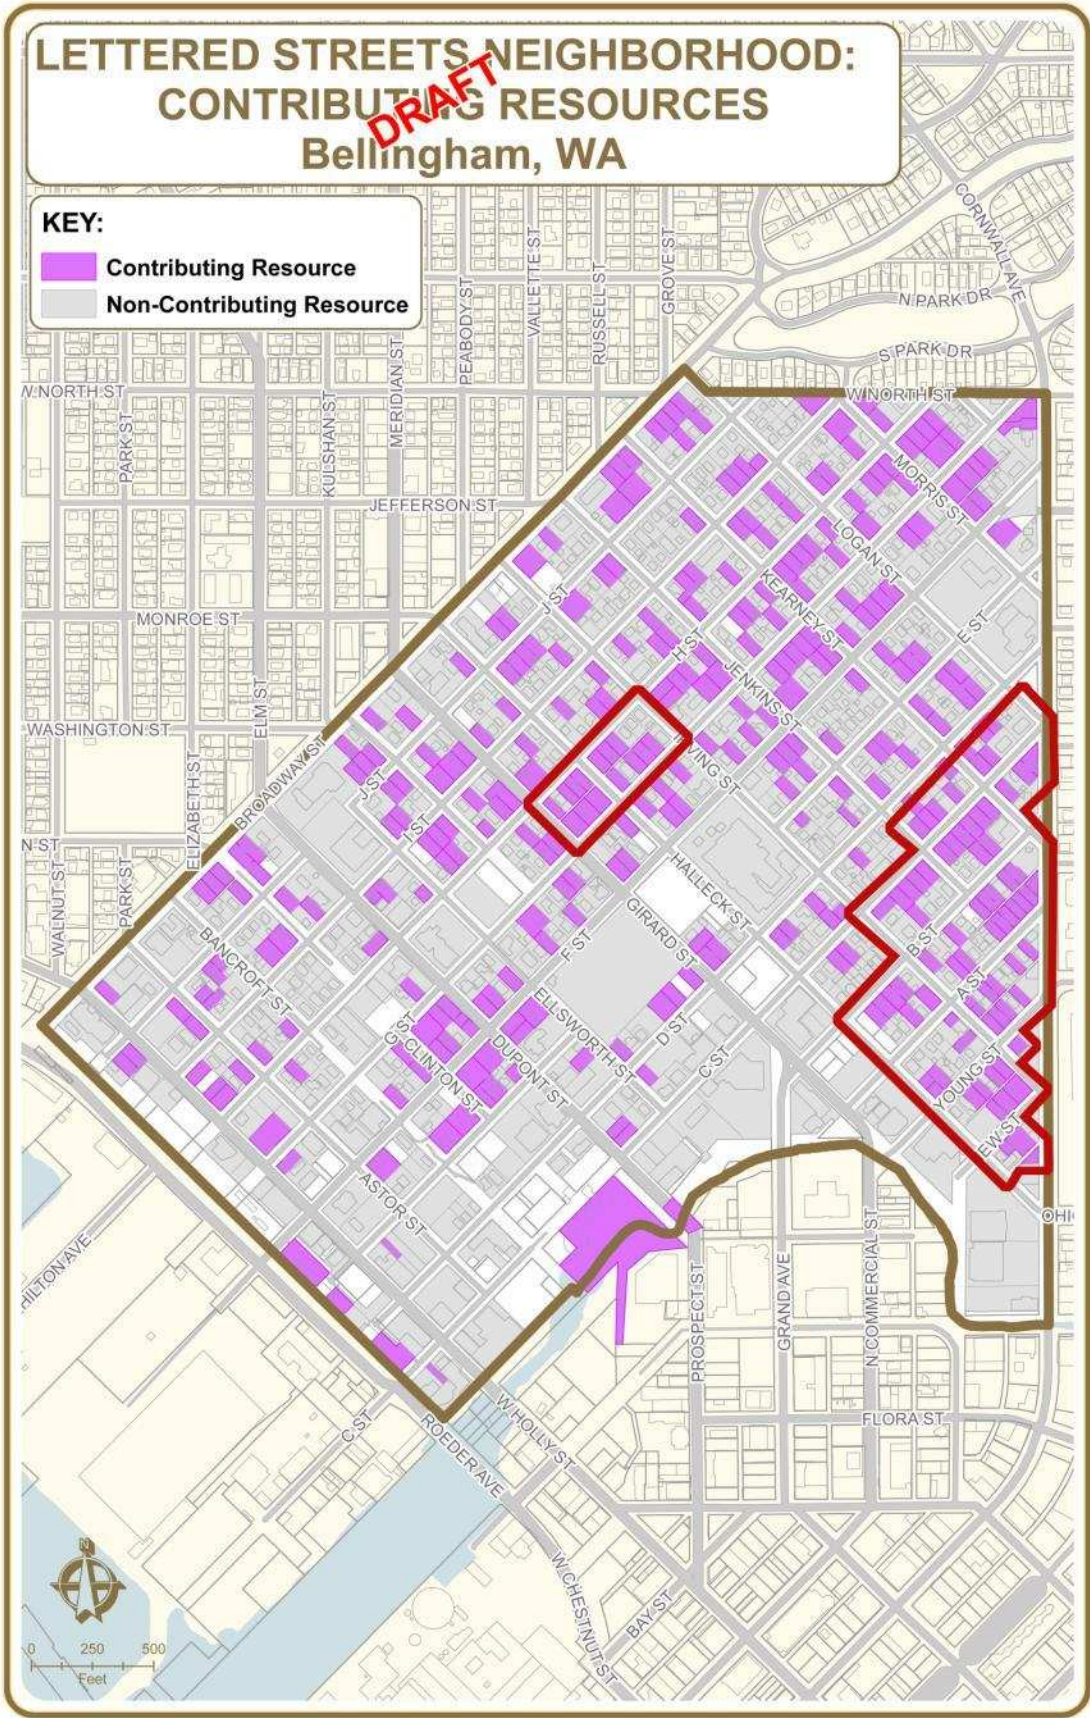 LETTERED STREETS NEIGHBORHOOD:
CONTRIBUTING RESOURCES
DRAFT
Bellingham, WA
KEY:
Contributing Resource
Non-Contributing Resource
CORNWALL AVE
N PARK DR
S PARK DR
VALLETTE ST
GROVE ST
RUSSELL ST
PEABODY ST
MERIDIAN ST
KULSHAN ST
PARK ST
W NORTH ST
W NORTH ST
JEFFERSON ST
MORRIS ST
LOGAN ST
KEARNEY ST
J ST
E ST
MONROE ST
H ST
JENKINS ST
ELM ST
WASHINGTON ST
BROADWAY ST
IRVING ST
J ST
I ST
ELIZABETH ST
N ST
WALNUT ST
PARK ST
HALLECK ST
GIRARD ST
F ST
B ST
A ST
BANCROFT ST
ELLSWORTH ST
D ST
G ST
CLINTON ST
DUPONT ST
C ST
YOUNG ST
EW ST
ASTOR ST
OHI
HILTON AVE
PROSPECT ST
GRAND AVE
N COMMERCIAL ST
FLORA ST
C ST
ROEDER AVE
W HOLLY ST
W CHESTNUT ST
BAY ST
N
0 250 500
Feet